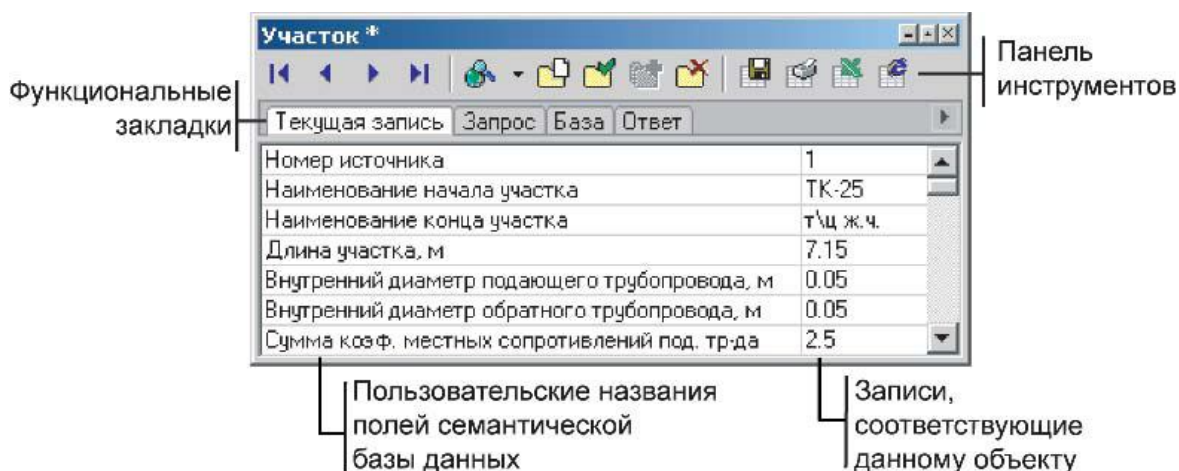 Участок *
Панель
инструментов
Функциональные
закладки
Текущая запись Запрос База Ответ
Номер источника 1
Наименование начала участка ТК-25
Наименование конца участка т\ц ж.ч.
Длина участка, м 7.15
Внутренний диаметр подающего трубопровода, м 0.05
Внутренний диаметр обратного трубопровода, м 0.05
Сумма коэф. местных сопротивлений под. тр-да 2.5
Пользовательские названия
полей семантической
базы данных
Записи,
соответствующие
данному объекту